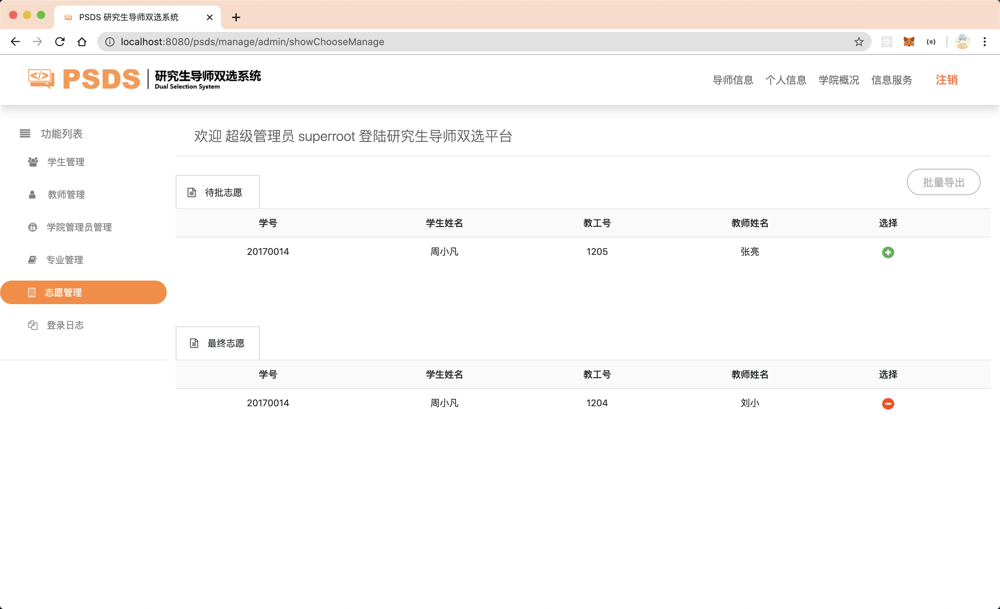 PSDS 研究生导师双选系统
localhost:8080/psds/manage/admin/showChooseManage
</> PSDS 研究生导师双选系统
Dual Selection System
导师信息 个人信息 学院概况 信息服务 注销
功能列表
学生管理
教师管理
学院管理员管理
专业管理
志愿管理
登录日志
欢迎 超级管理员 superroot 登陆研究生导师双选平台
批量导出
待批志愿
学号 学生姓名 教工号 教师姓名 选择
20170014 周小凡 1205 张亮
最终志愿
学号 学生姓名 教工号 教师姓名 选择
20170014 周小凡 1204 刘小